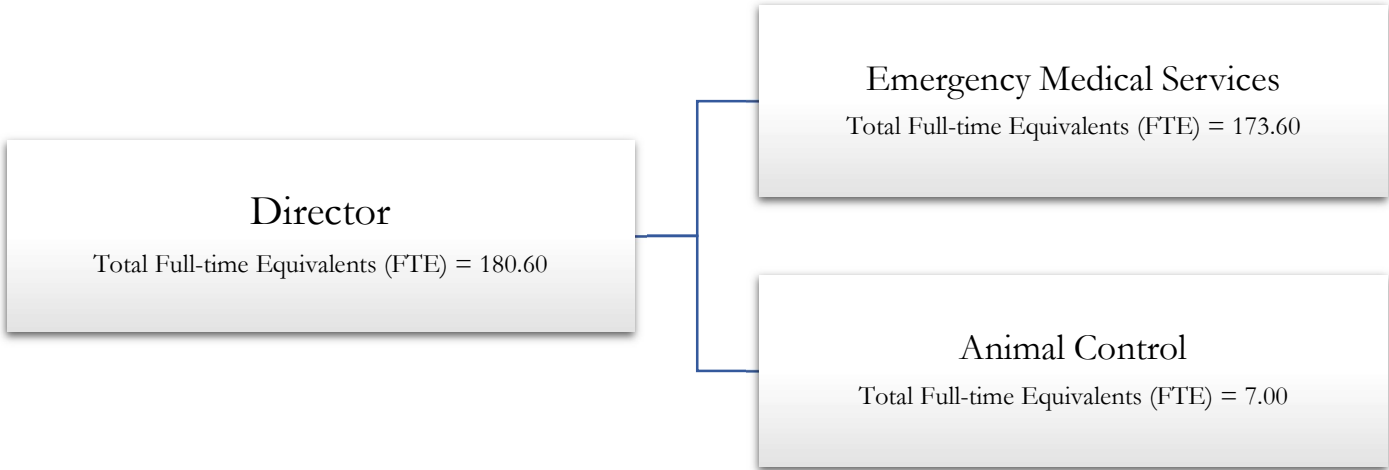 Director
Total Full-time Equivalents (FTE) = 180.60
Emergency Medical Services
Total Full-time Equivalents (FTE) = 173.60
Animal Control
Total Full-time Equivalents (FTE) = 7.00